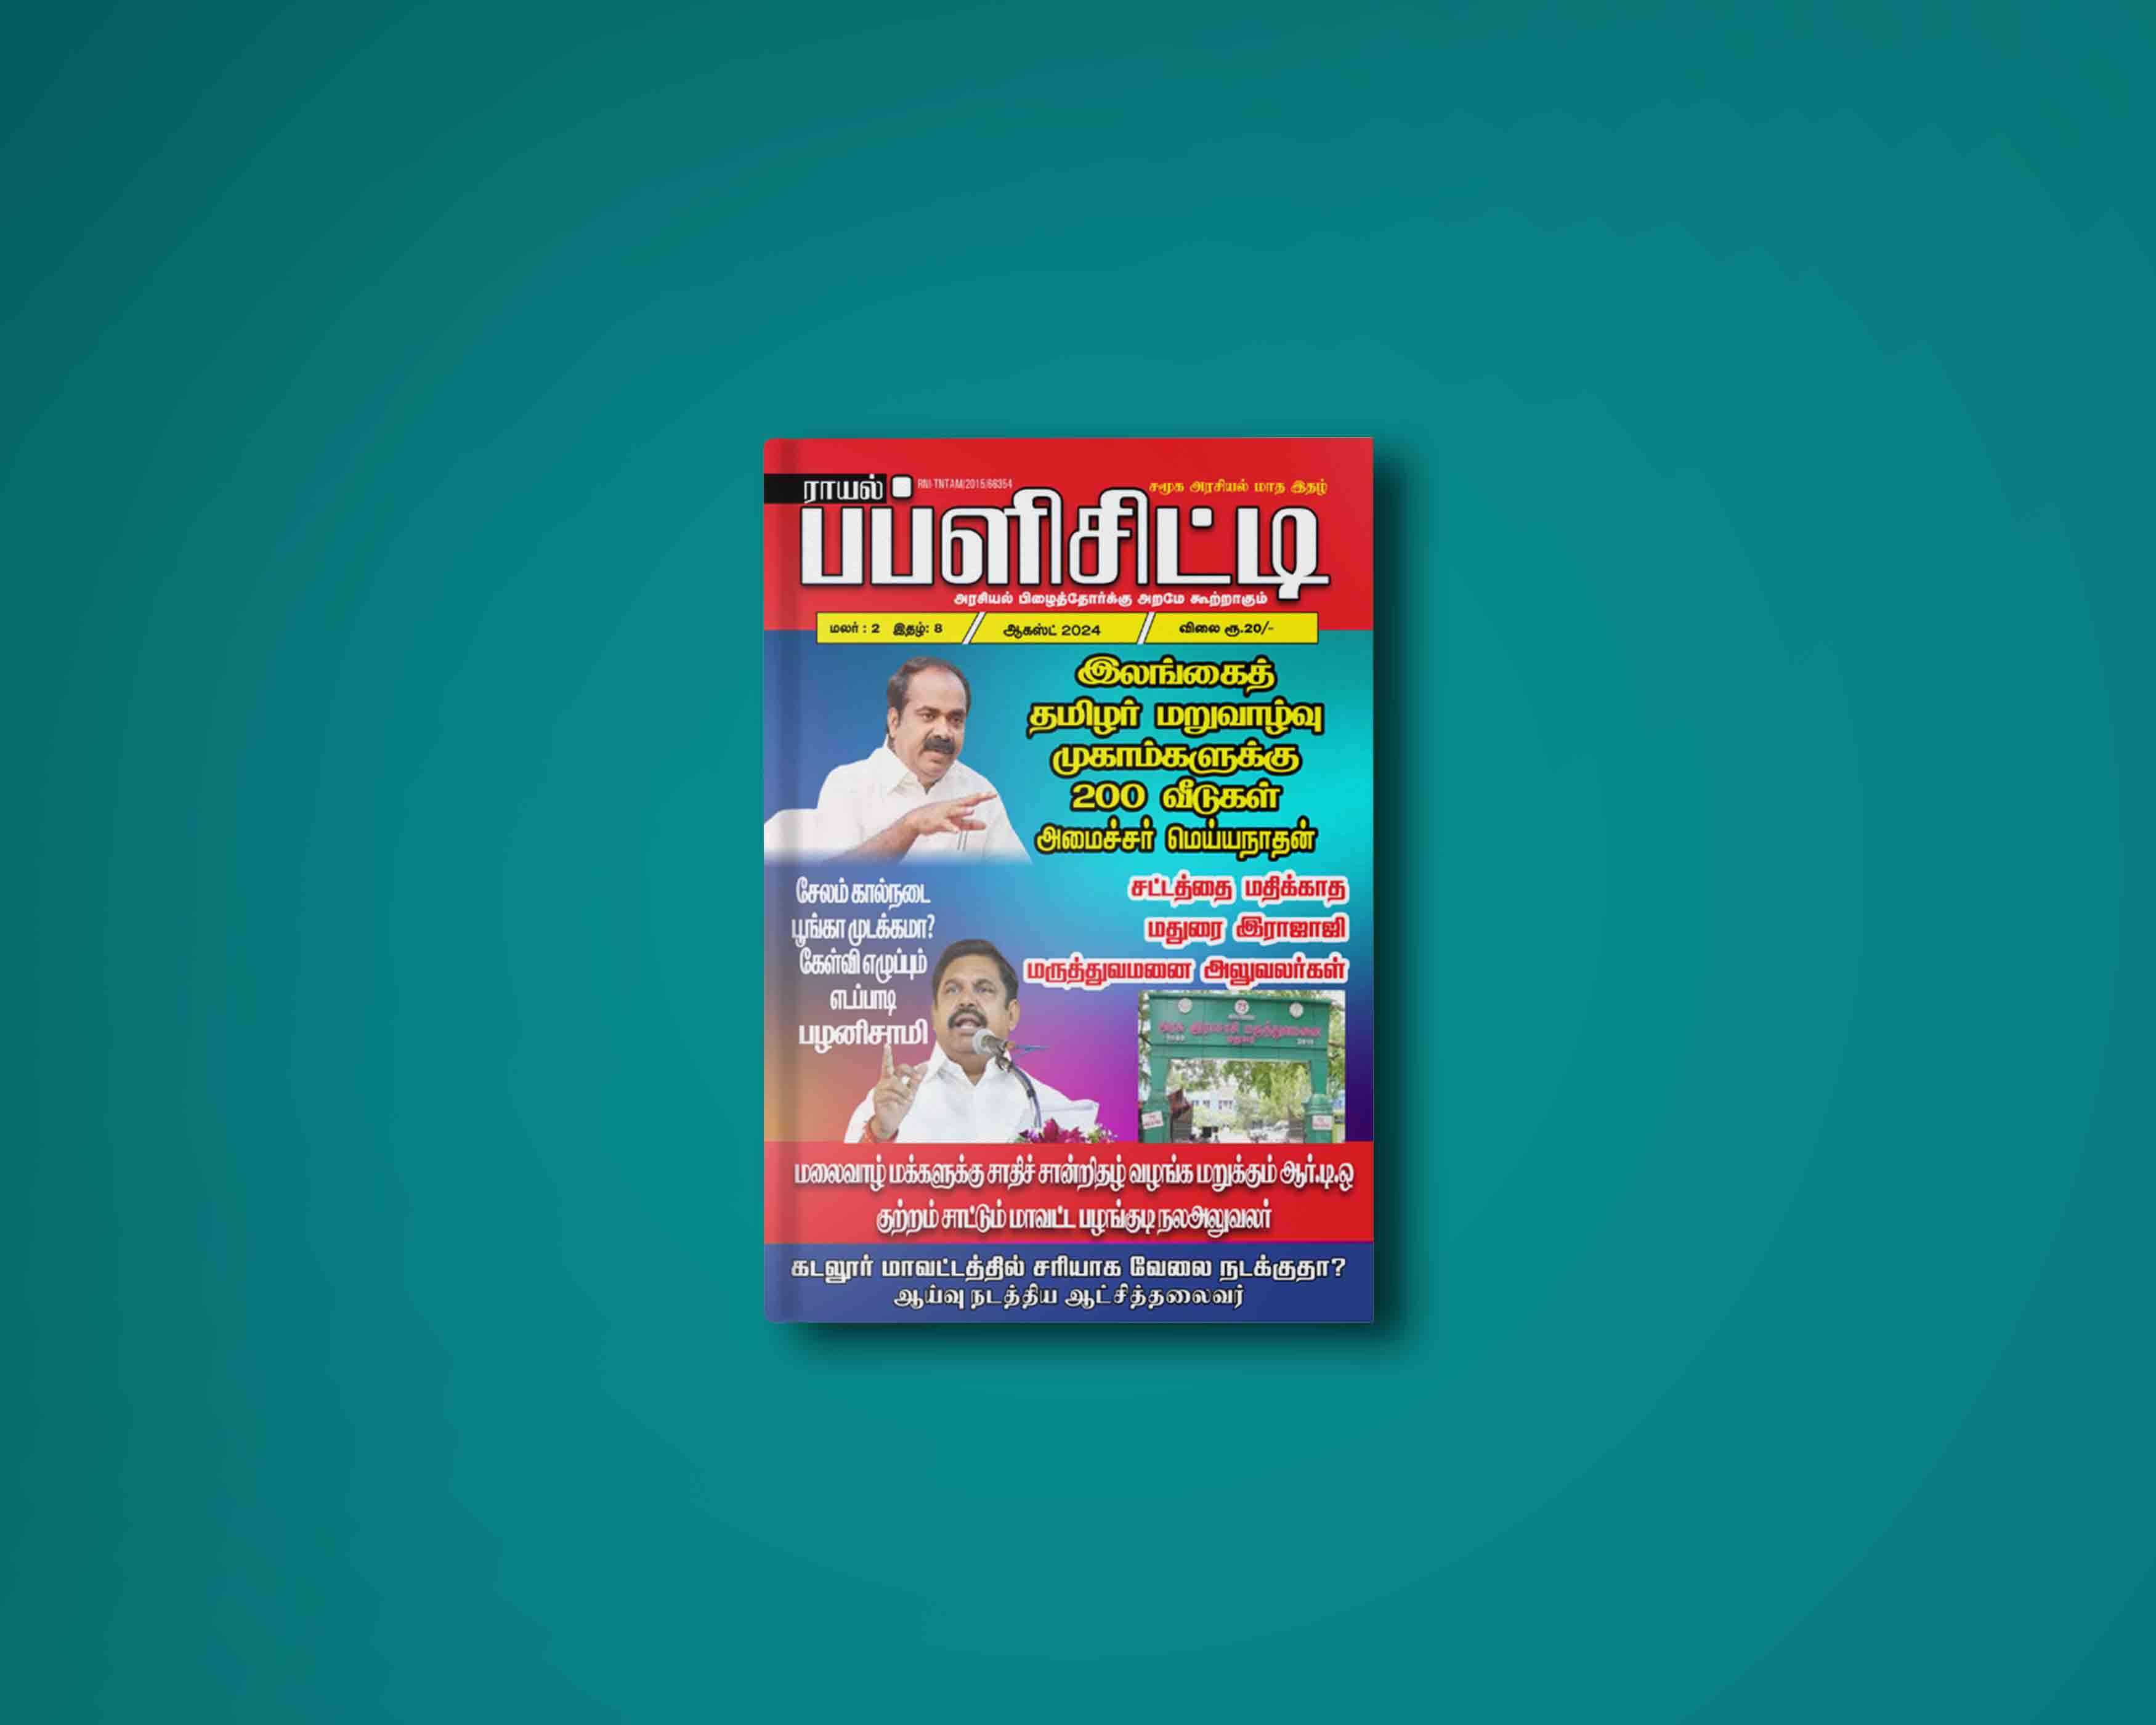 ராயல்
RNI-TNTAM/2015/66354
சமூக அரசியல் மாத இதழ்
பப்ளிசிட்டி
அரசியல் பிழைத்தோர்க்கு அறமே கூற்றாகும்
மலர் : 2 இதழ்: 8
ஆகஸ்ட் 2024
விலை ரூ.20/-
இலங்கைத்
தமிழர் மறுவாழ்வு
முகாம்களுக்கு
200 வீடுகள்
அமைச்சர் மெய்யநாதன்
சேலம் கால்நடை
பூங்கா முடக்கமா?
கேள்வி எழுப்பும்
எடப்பாடி
பழனிசாமி
சட்டத்தை மதிக்காத
மதுரை இராஜாஜி
மருத்துவமனை அலுவலர்கள்
மலைவாழ் மக்களுக்கு சாதிச் சான்றிதழ் வழங்க மறுக்கும் ஆர்.டி.ஓ
குற்றம் சாட்டும் மாவட்ட பழங்குடி நலஅலுவலர்
கடலூர் மாவட்டத்தில் சரியாக வேலை நடக்குதா?
ஆய்வு நடத்திய ஆட்சித்தலைவர்